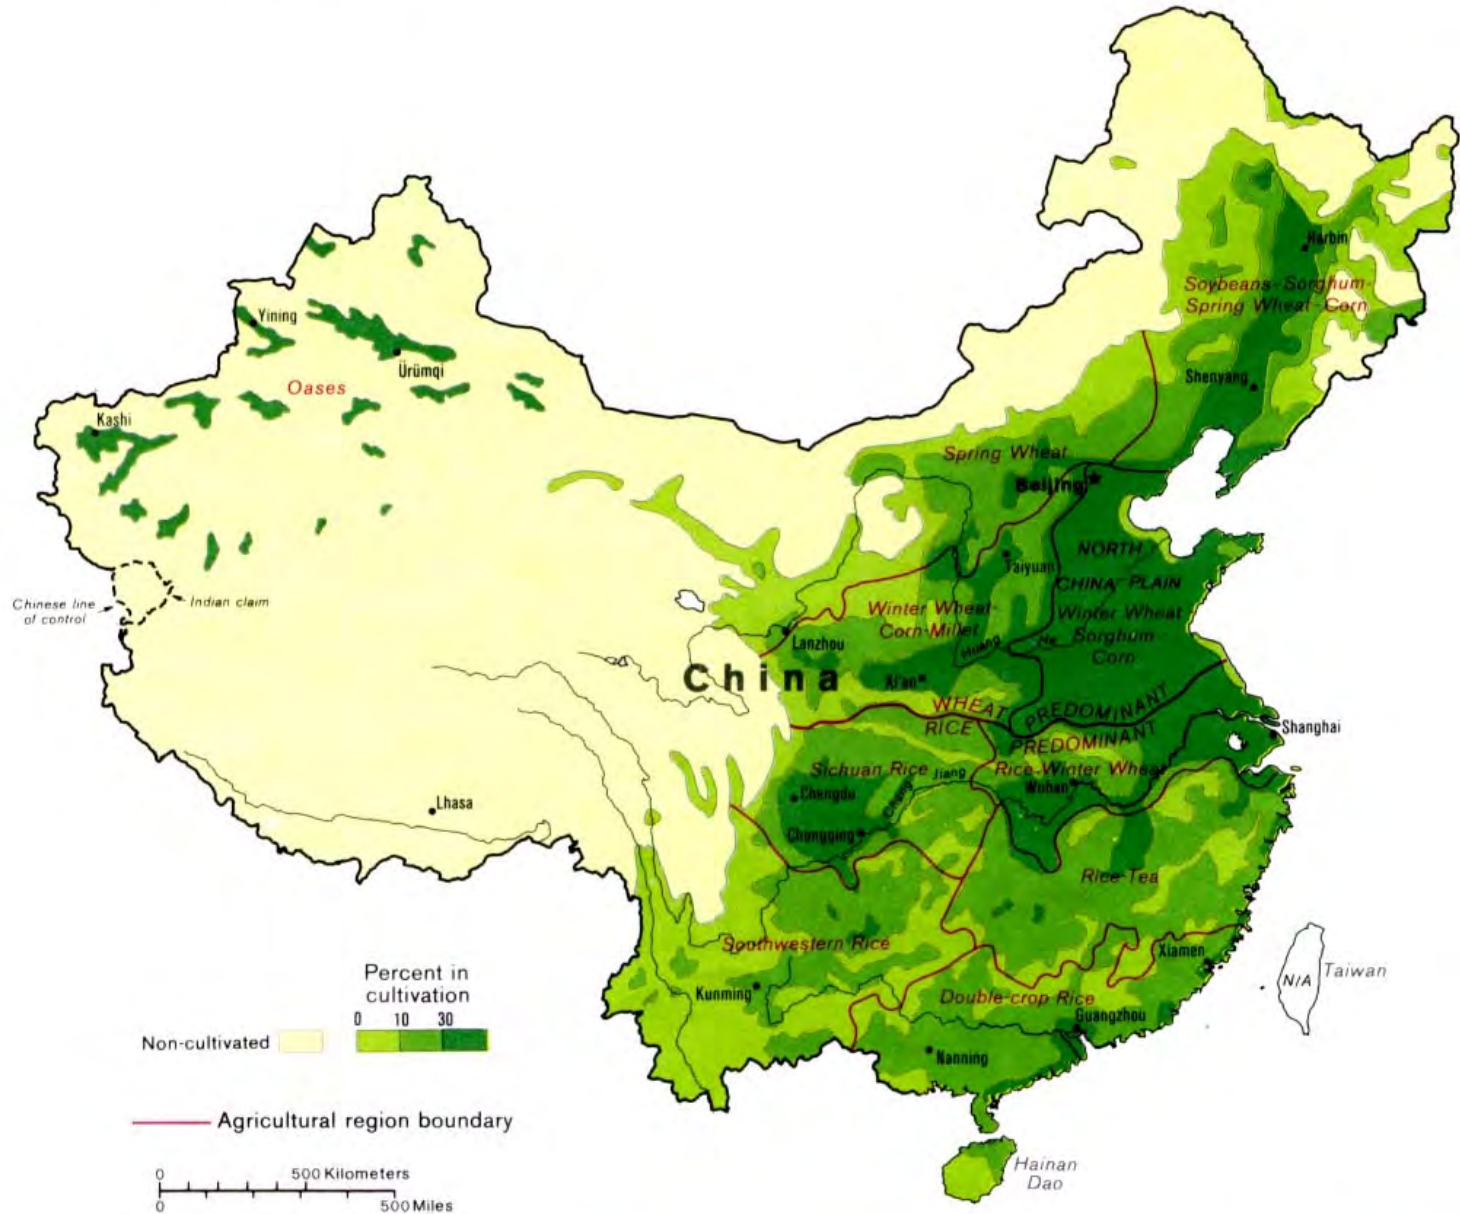 Harbin
Soybeans-Sorghum-
Spring Wheat-Corn
Yining
Ürümqi
Oases
Shenyang
Kashi
Spring Wheat
Beijing
NORTH
CHINA PLAIN
Taiyuan
Chinese line
of control
Indian claim
Winter Wheat-
Corn-Millet
Winter Wheat
Sorghum
Corn
Lanzhou
Huang
He
China
Xi'an
WHEAT
PREDOMINANT
RICE
PREDOMINANT
Shanghai
Sichuan Rice
Jiang
Rice-Winter Wheat
Wuhan
Chengdu
Chang
Lhasa
Chongqing
Rice-Tea
Southwestern Rice
Xiamen
Taiwan
N/A
Kunming
Double-crop Rice
Guangzhou
Nanning
Percent in
cultivation
0 10 30
Non-cultivated
Agricultural region boundary
0 500 Kilometers
0 500 Miles
Hainan
Dao